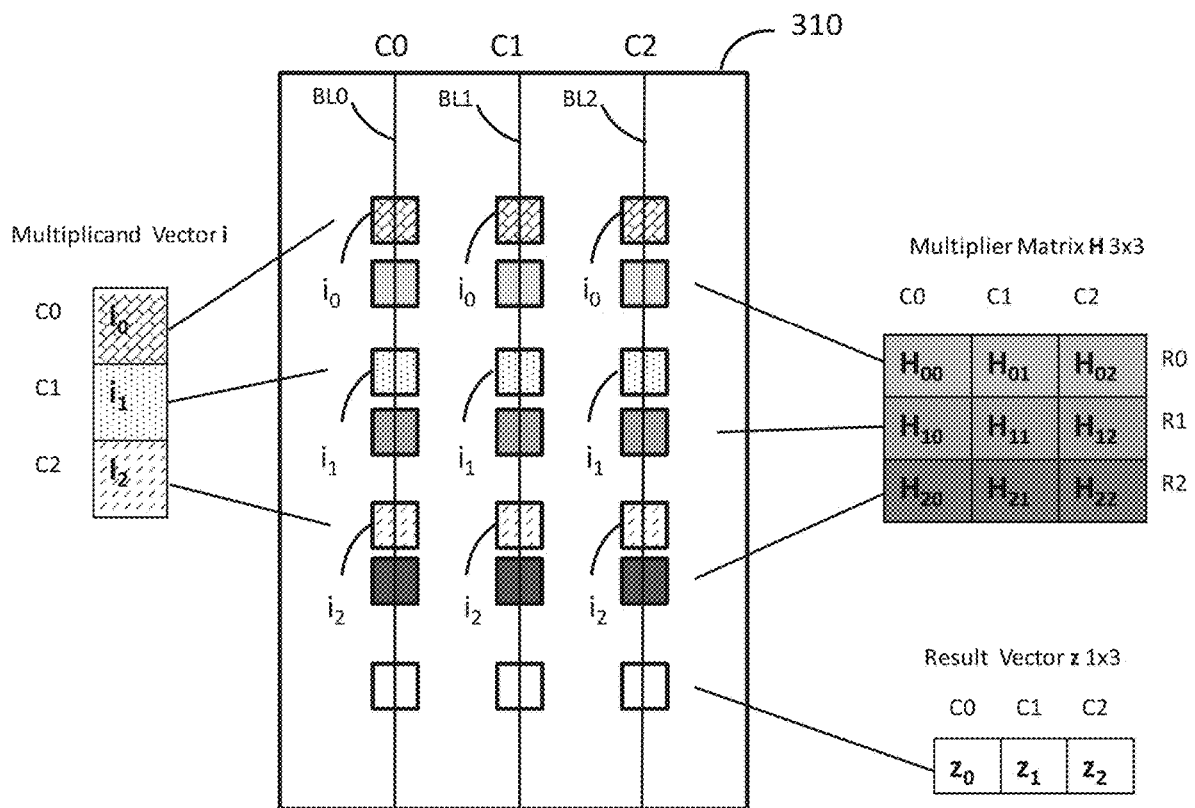 310
C0 C1 C2
BL0 BL1 BL2
Multiplicand Vector i
C0 i0
C1 i1
C2 i2
i0 i0 i0
i1 i1 i1
i2 i2 i2
Multiplier Matrix H 3x3
C0 C1 C2
H00 H01 H02 R0
H10 H11 H12 R1
H20 H21 H22 R2
Result Vector z 1x3
C0 C1 C2
z0 z1 z2